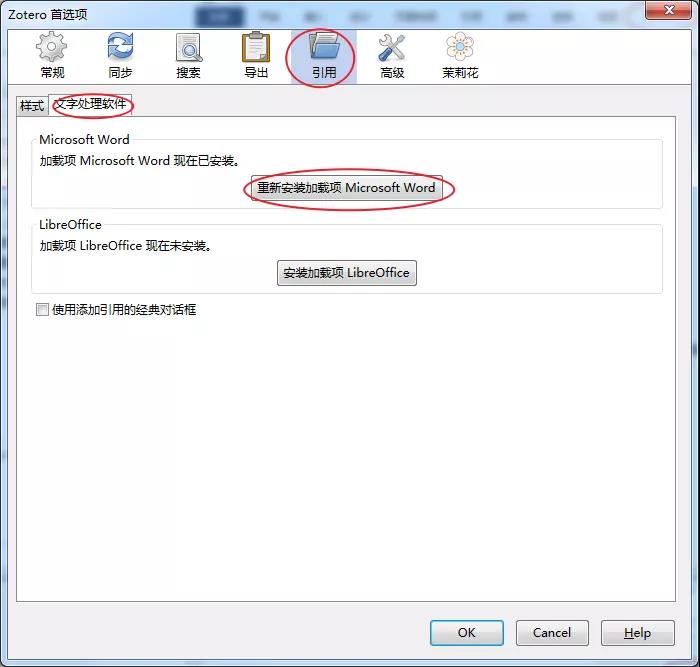 Zotero 首选项
常规 同步 搜索 导出 引用 高级 茉莉花
样式 文字处理软件
Microsoft Word
加载项 Microsoft Word 现在已安装。
重新安装加载项 Microsoft Word
LibreOffice
加载项 LibreOffice 现在未安装。
安装加载项 LibreOffice
使用添加引用的经典对话框
OK Cancel Help